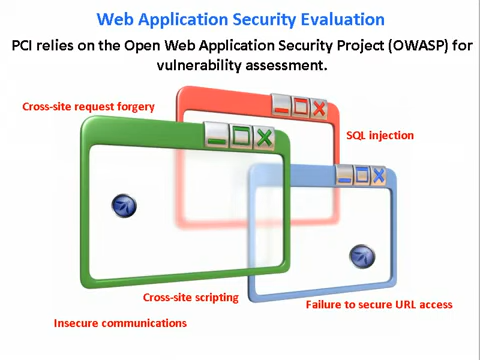 Web Application Security Evaluation
PCI relies on the Open Web Application Security Project (OWASP) for
vulnerability assessment.
Cross-site request forgery
SQL injection
Cross-site scripting
Failure to secure URL access
Insecure communications